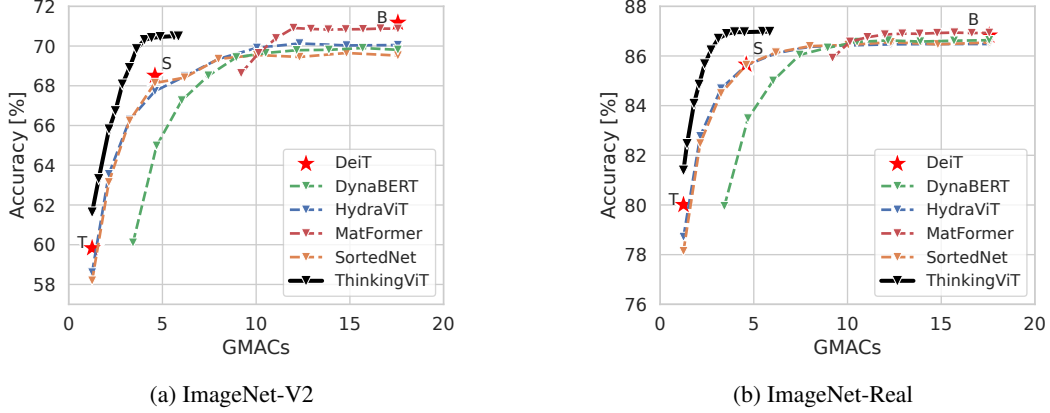 72
70
68
66
64
62
60
58
Accuracy [%]
0
5
10
15
20
GMACs
T
S
B
DeiT
DynaBERT
HydraViT
MatFormer
SortedNet
ThinkingViT
(a) ImageNet-V2
88
86
84
82
80
78
76
Accuracy [%]
0
5
10
15
20
GMACs
T
S
B
DeiT
DynaBERT
HydraViT
MatFormer
SortedNet
ThinkingViT
(b) ImageNet-Real